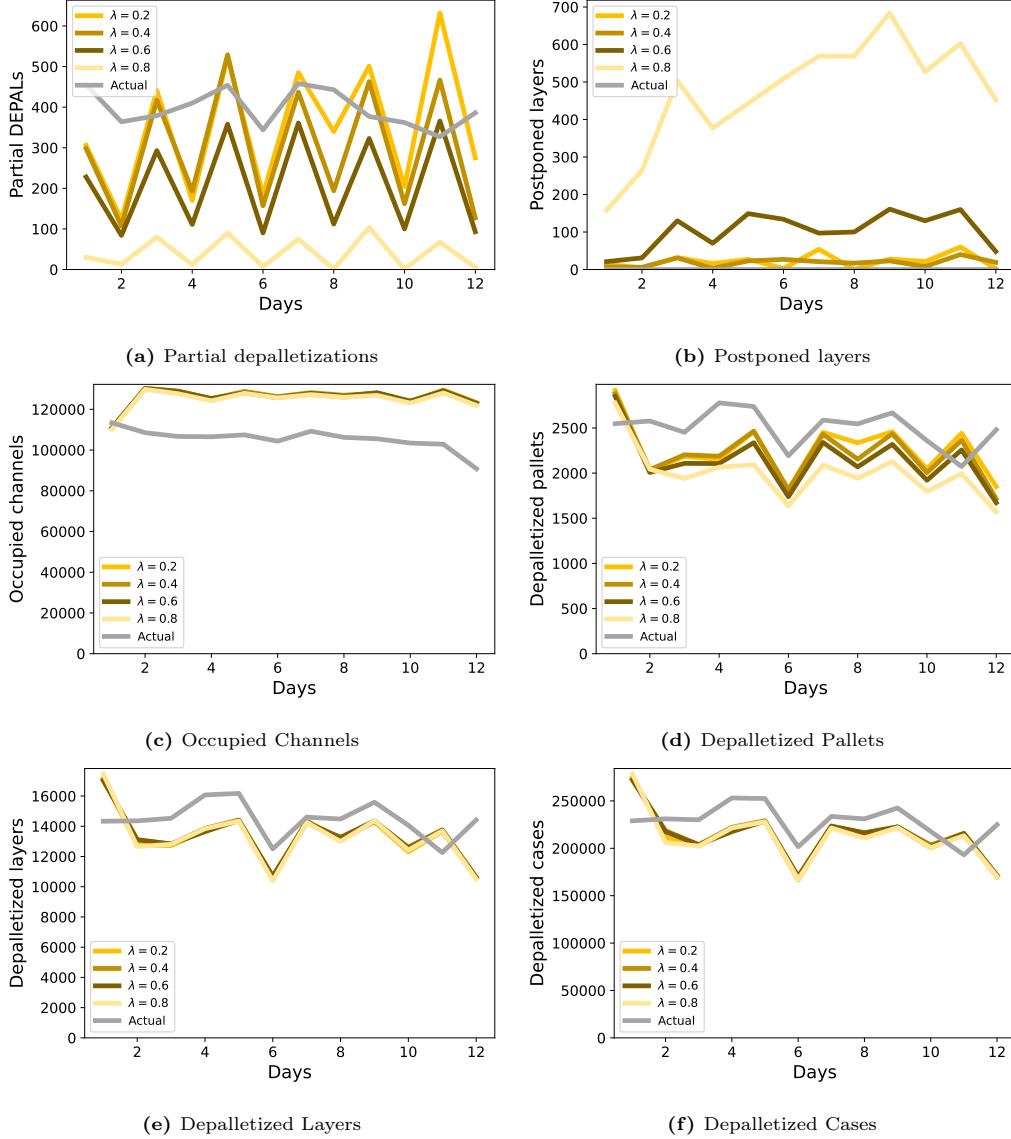 600
500
400
300
200
100
0
Partial DEPALs
λ = 0.2
λ = 0.4
λ = 0.6
λ = 0.8
Actual
2 4 6 8 10 12
Days
(a) Partial depalletizations
700
600
500
400
300
200
100
0
Postponed layers
λ = 0.2
λ = 0.4
λ = 0.6
λ = 0.8
Actual
2 4 6 8 10 12
Days
(b) Postponed layers
120000
100000
80000
60000
40000
20000
0
Occupied channels
λ = 0.2
λ = 0.4
λ = 0.6
λ = 0.8
Actual
2 4 6 8 10 12
Days
(c) Occupied Channels
2500
2000
1500
1000
500
0
Depalletized pallets
λ = 0.2
λ = 0.4
λ = 0.6
λ = 0.8
Actual
2 4 6 8 10 12
Days
(d) Depalletized Pallets
16000
14000
12000
10000
8000
6000
4000
2000
0
Depalletized layers
λ = 0.2
λ = 0.4
λ = 0.6
λ = 0.8
Actual
2 4 6 8 10 12
Days
(e) Depalletized Layers
250000
200000
150000
100000
50000
0
Depalletized cases
λ = 0.2
λ = 0.4
λ = 0.6
λ = 0.8
Actual
2 4 6 8 10 12
Days
(f) Depalletized Cases